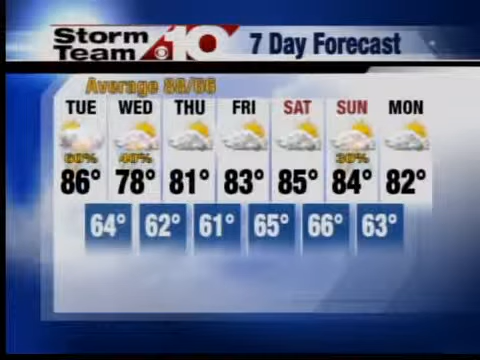 Storm
Team 10
7 Day Forecast
Average 88/66
TUE WED THU FRI SAT SUN MON
60% 40% 30%
86° 78° 81° 83° 85° 84° 82°
64° 62° 61° 65° 66° 63°